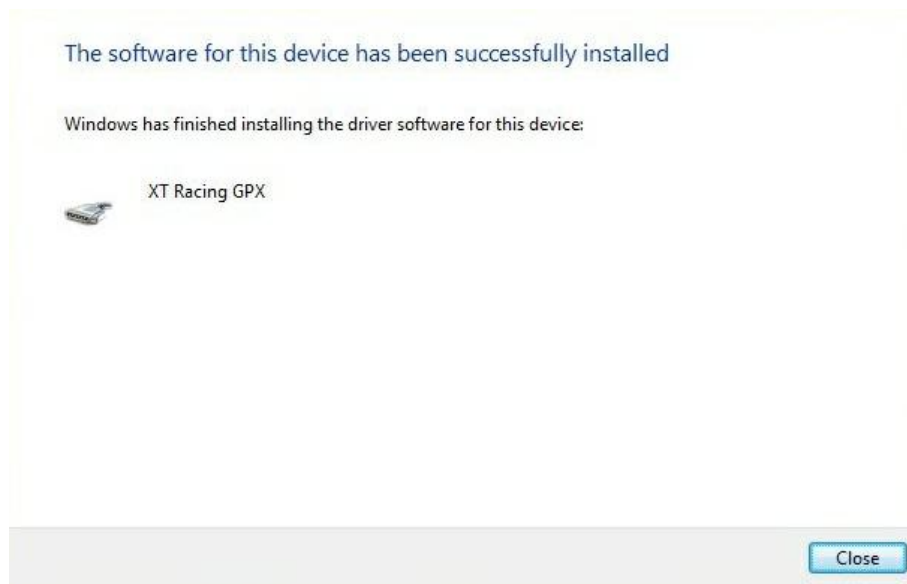 The software for this device has been successfully installed
Windows has finished installing the driver software for this device:
XT Racing GPX
Close